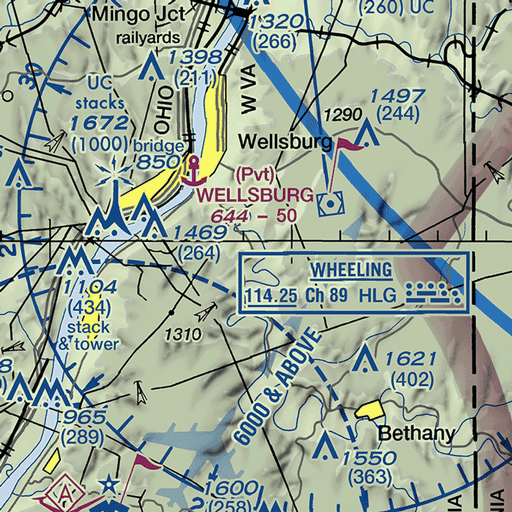 Mingo Jct
railyards
1320
(266)
(260) UC
1398
(211)
OHIO
W VA
UC
stacks
1672
(1000)
bridge
850
1497
(244)
1290
Wellsburg
(Pvt)
WELLSBURG
644 – 50
1469
(264)
WHEELING
114.25 Ch 89 HLG
1104
(434)
stack
& tower
1310
6000 & ABOVE
1621
(402)
965
(289)
Bethany
1550
(363)
1600
(258)
A